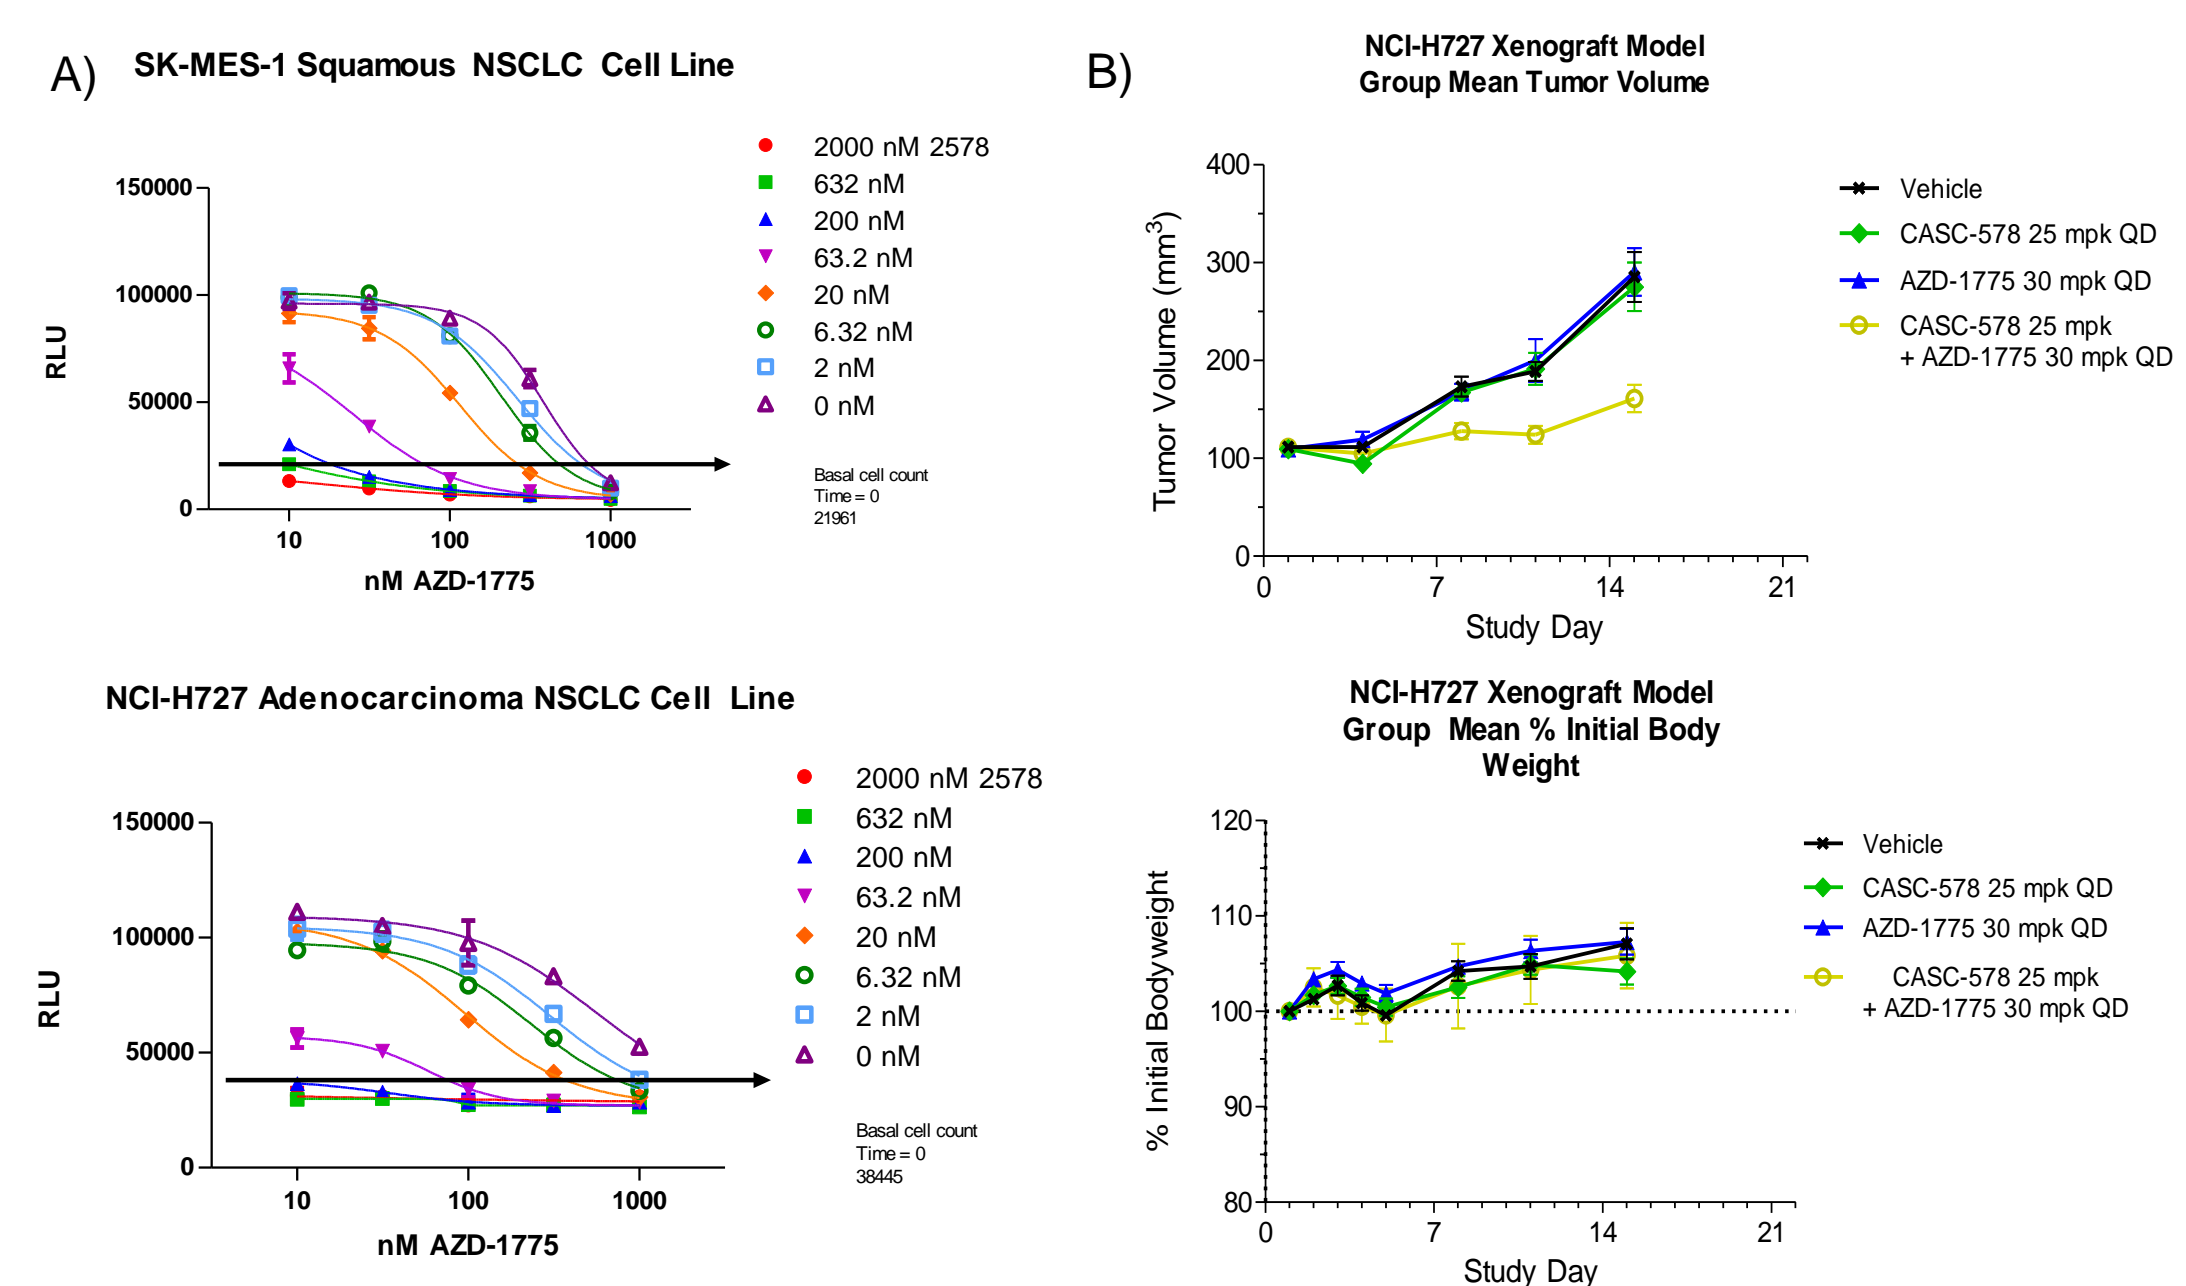 A)
SK-MES-1 Squamous NSCLC Cell Line
2000 nM 2578
632 nM
200 nM
63.2 nM
20 nM
6.32 nM
2 nM
0 nM
Basal cell count
Time = 0
21961
RLU
150000
100000
50000
0
10 100 1000
nM AZD-1775
NCI-H727 Adenocarcinoma NSCLC Cell Line
2000 nM 2578
632 nM
200 nM
63.2 nM
20 nM
6.32 nM
2 nM
0 nM
Basal cell count
Time = 0
38445
RLU
150000
100000
50000
0
10 100 1000
nM AZD-1775
B)
NCI-H727 Xenograft Model
Group Mean Tumor Volume
Tumor Volume (mm3)
400
300
200
100
0
0 7 14 21
Study Day
Vehicle
CASC-578 25 mpk QD
AZD-1775 30 mpk QD
CASC-578 25 mpk
+ AZD-1775 30 mpk QD
NCI-H727 Xenograft Model
Group Mean % Initial Body
Weight
% Initial Bodyweight
120
110
100
90
80
0 7 14 21
Study Day
Vehicle
CASC-578 25 mpk QD
AZD-1775 30 mpk QD
CASC-578 25 mpk
+ AZD-1775 30 mpk QD